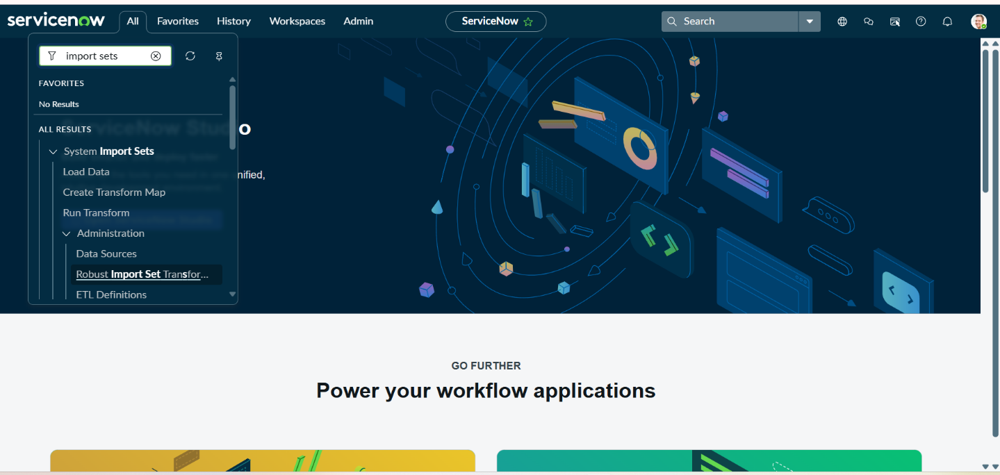 servicenow All Favorites History Workspaces Admin ServiceNow Search
import sets
FAVORITES
No Results
ALL RESULTS
System Import Sets
Load Data
Create Transform Map
Run Transform
Administration
Data Sources
Robust Import Set Transfor...
ETL Definitions
ServiceNow Studio
nified,
GO FURTHER
Power your workflow applications